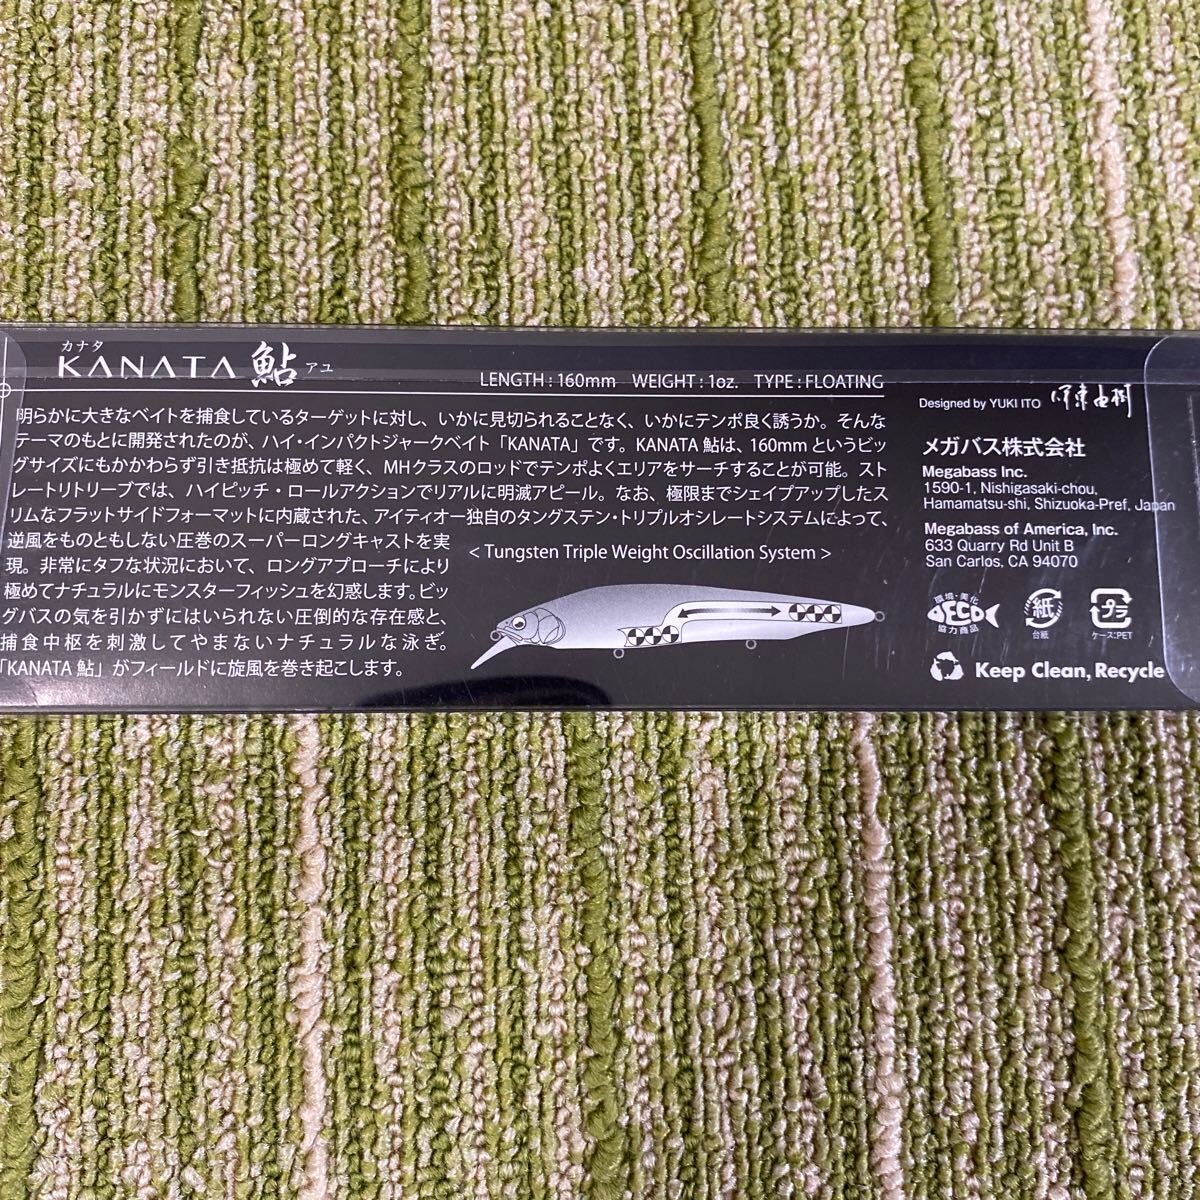 カナタ
KANATA 鮎 アユ
LENGTH : 160mm WEIGHT : 1oz. TYPE : FLOATING
明らかに大きなベイトを捕食しているターゲットに対し、いかに見切られることなく、いかにテンポ良く誘うか。そんな
テーマのもとに開発されたのが、ハイ・インパクトジャークベイト「KANATA」です。KANATA 鮎は、160mm というビッ
グサイズにもかかわらず引き抵抗は極めて軽く、MHクラスのロッドでテンポよくエリアをサーチすることが可能。スト
レートリトリーブでは、ハイピッチ・ロールアクションでリアルに明滅アピール。なお、極限までシェイプアップしたス
リムなフラットサイドフォーマットに内蔵された、アイティオー独自のタングステン・トリプルオシレートシステムによって、
逆風をものともしない圧巻のスーパーロングキャストを実
現。非常にタフな状況において、ロングアプローチにより
極めてナチュラルにモンスターフィッシュを幻惑します。ビッ
グバスの気を引かずにはいられない圧倒的な存在感と、
捕食中枢を刺激してやまないナチュラルな泳ぎ。
「KANATA 鮎」がフィールドに旋風を巻き起こします。
< Tungsten Triple Weight Oscillation System >
Designed by YUKI ITO 伊東由樹
メガバス株式会社
Megabass Inc.
1590-1, Nishigasaki-chou,
Hamamatsu-shi, Shizuoka-Pref, Japan
Megabass of America, Inc.
633 Quarry Rd Unit B
San Carlos, CA 94070
環境・美化
ECO
協力商品
紙
台紙
プラ
ケース:PET
Keep Clean, Recycle